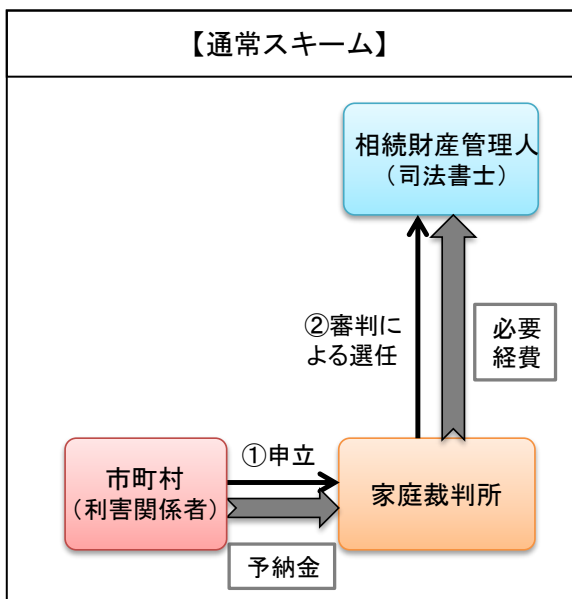 【通常スキーム】
相続財産管理人
（司法書士）
②審判に
よる選任
必要
経費
①申立
市町村
（利害関係者）
家庭裁判所
予納金